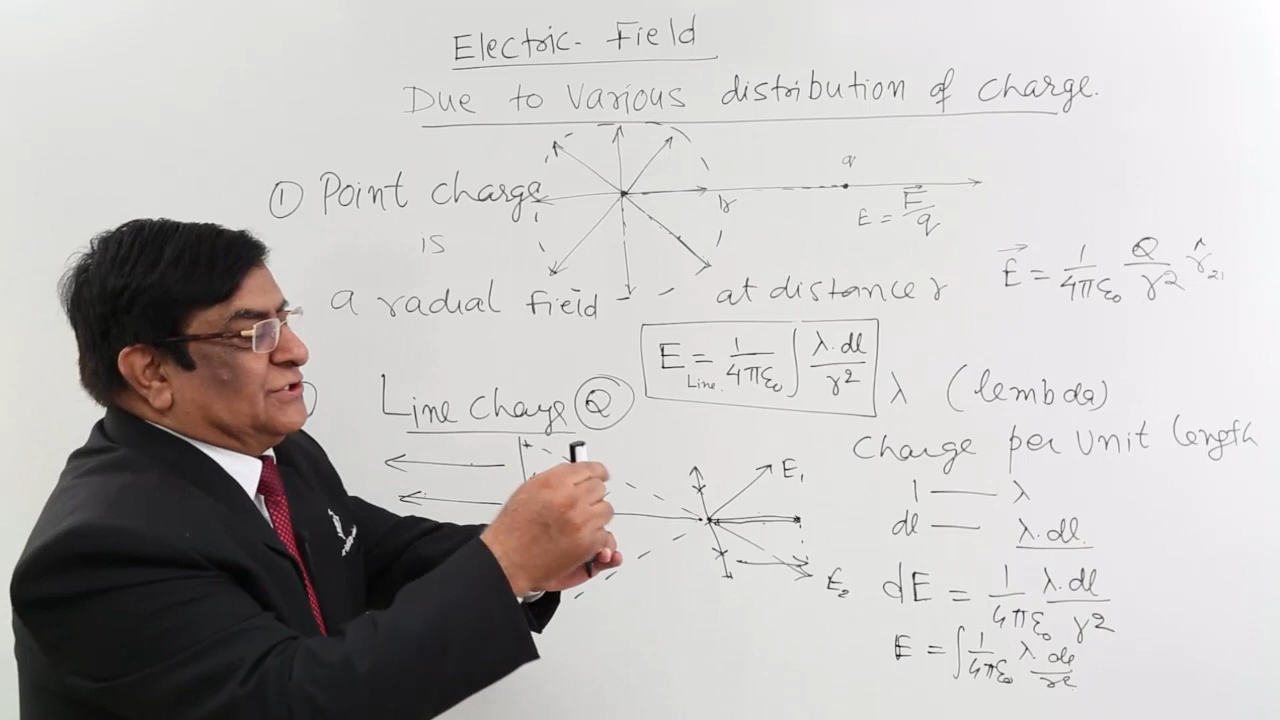 Electric Field
Due to Various distribution of charge.
① Point charge
is
a radual field
r
q
E = F⃗/q
at distance r
E⃗ = 1/4πε₀ Q/r² r̂₂₁
E Line = 1/4πε₀ ∫ λ.dl/r²
Line Charge Q
+
E₁
E₂
λ (lembda)
Charge per Unit length
1 — λ
dl — λ.dl
dE = 1/4πε₀ λ.dl/r²
E = ∫ 1/4πε₀ λ dl/r²